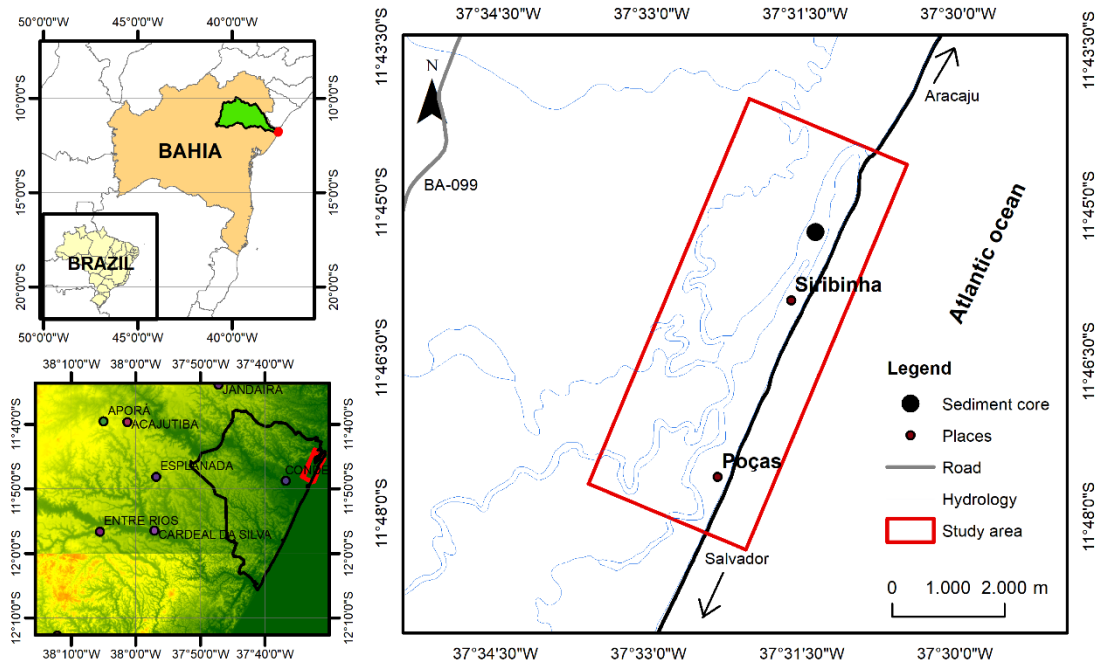 50°0'0"W 45°0'0"W 40°0'0"W
10°0'0"S
15°0'0"S
20°0'0"S
BAHIA
BRAZIL
10°0'0"S
15°0'0"S
20°0'0"S
50°0'0"W 45°0'0"W 40°0'0"W
38°10'0"W 38°0'0"W 37°50'0"W 37°40'0"W
11°40'0"S
11°50'0"S
12°0'0"S
12°10'0"S
JANDAÍRA
APORÁ
ACAJUTIBA
ESPLANADA
ENTRE RIOS
CARDEAL DA SILVA
11°40'0"S
11°50'0"S
12°0'0"S
12°10'0"S
38°10'0"W 38°0'0"W 37°50'0"W 37°40'0"W
37°34'30"W 37°33'0"W 37°31'30"W 37°30'0"W
11°43'30"S
11°45'0"S
11°46'30"S
11°48'0"S
N
BA-099
Aracaju
Atlantic ocean
Siribinha
Poças
Salvador
Legend
Sediment core
Places
Road
Hydrology
Study area
0 1.000 2.000 m
11°43'30"S
11°45'0"S
11°46'30"S
11°48'0"S
37°34'30"W 37°33'0"W 37°31'30"W 37°30'0"W